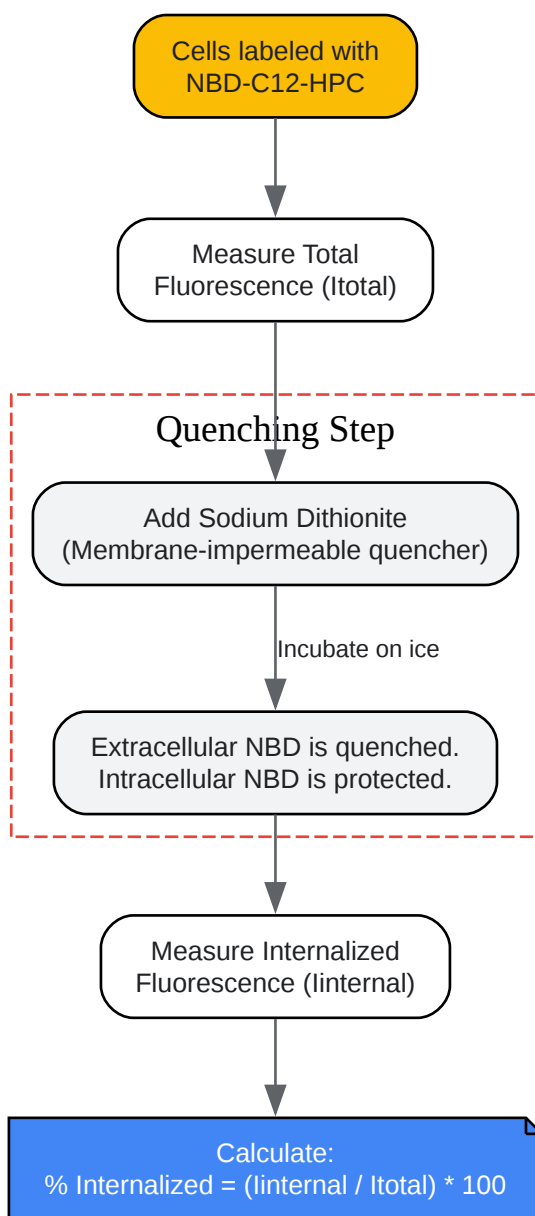 Cells labeled with
NBD-C12-HPC
Measure Total
Fluorescence (Itotal)
Quenching Step
Add Sodium Dithionite
(Membrane-impermeable quencher)
Incubate on ice
Extracellular NBD is quenched.
Intracellular NBD is protected.
Measure Internalized
Fluorescence (Iinternal)
Calculate:
% Internalized = (Iinternal / Itotal) * 100